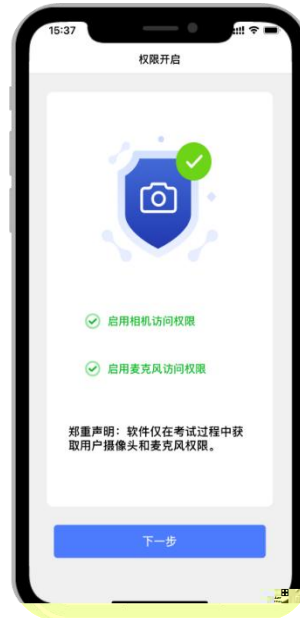 15:37
权限开启
启用相机访问权限
启用麦克风访问权限
郑重声明：软件仅在考试过程中获
取用户摄像头和麦克风权限。
下一步